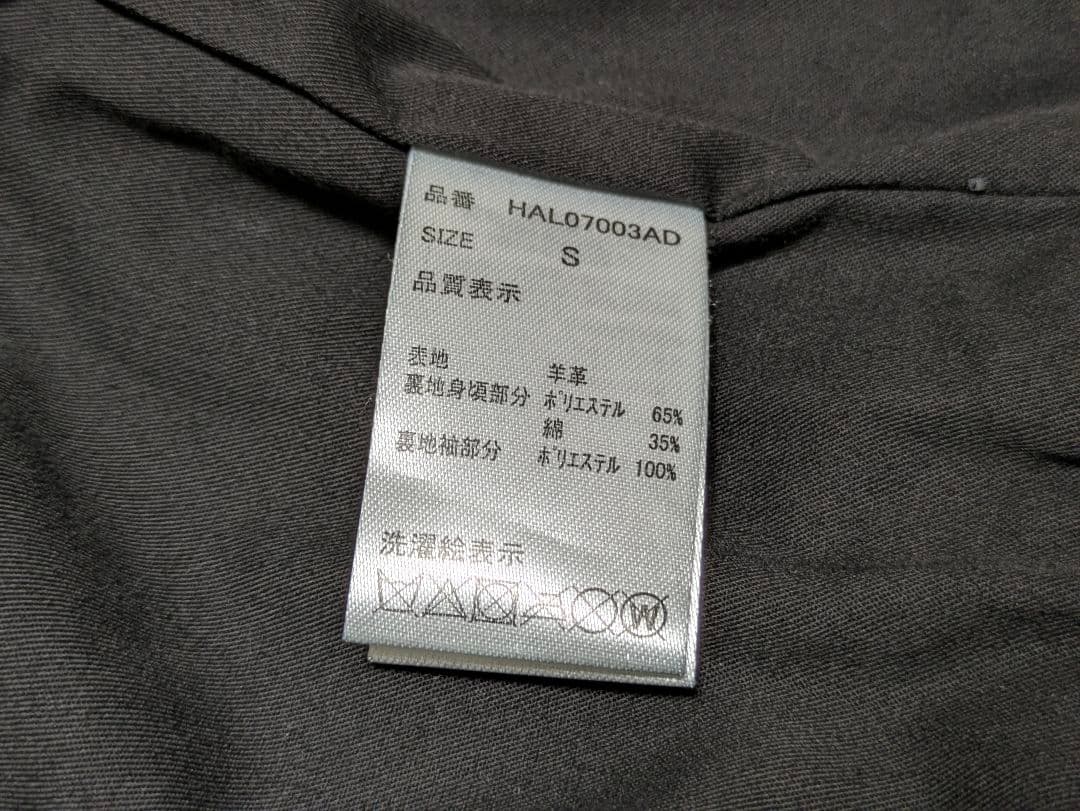 品番 HAL07003AD
SIZE S
品質表示
表地 羊革
裏地身頃部分 ポリエステル 65%
綿 35%
裏地袖部分 ポリエステル 100%
洗濯絵表示
W